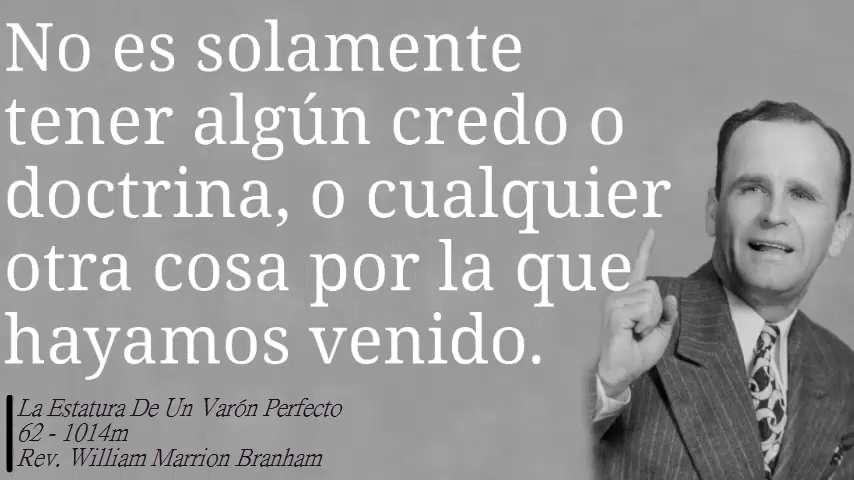 No es solamente
tener algún credo o
doctrina, o cualquier
otra cosa por la que
hayamos venido.
La Estatura De Un Varón Perfecto
62 - 1014m
Rev. William Marrion Branham